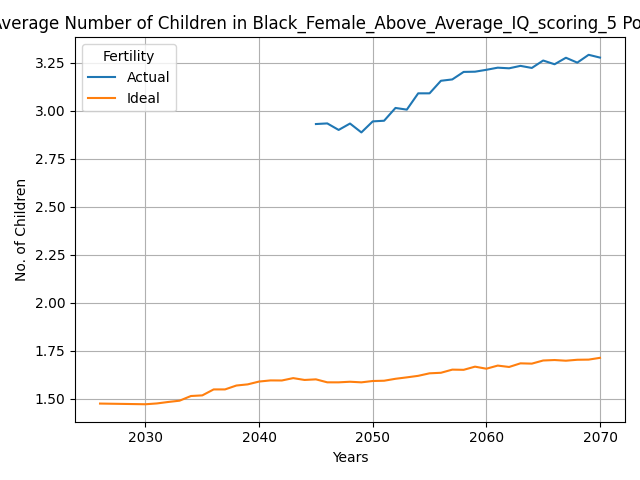 Average Number of Children in Black_Female_Above_Average_IQ_scoring_5 Po
Fertility
Actual
Ideal
3.25
3.00
2.75
2.50
2.25
2.00
1.75
1.50
No. of Children
2030 2040 2050 2060 2070
Years